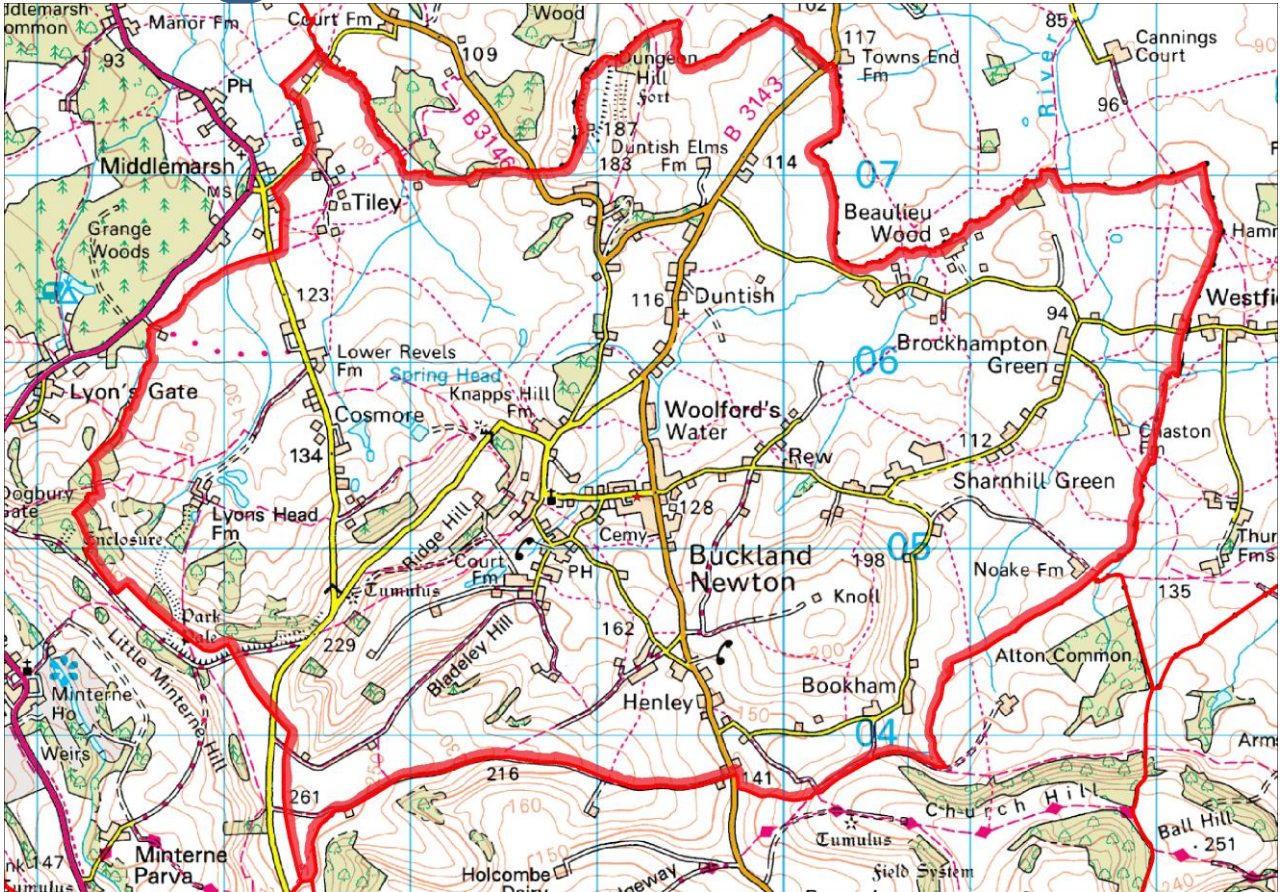 Manor Fm
Court Fm
Wood
102
85
Cannings
Court
93
109
117
Towns End
Fm
96
PH
Dungeon
Hill
Fort
B 3143
B 3146
River
187
183
Duntish Elms
Fm
114
Middlemarsh
MS
Tiley
07
Beaulieu
Wood
Grange
Woods
123
116
Duntish
94
Westfi
Lower Revels
Fm
Spring Head
Knapps Hill
Fm
06
Brockhampton
Green
Lyon's Gate
130
150
Cosmore
Woolford's
Water
134
112
Chaston
Fm
Rew
Sharnhill Green
Dogbury
Gate
Lyons Head
Fm
Enclosure
Ridge Hill
128
Cemy
Buckland
Newton
198
05
Court
Fm
PH
Noake Fm
Thur
Fms
135
Tumulus
Knoll
Park
Pale
229
Bladeley Hill
162
200
Alton Common
Little Minterne Hill
Minterne
Ho
Henley
150
Bookham
04
Weirs
216
141
261
160
Church Hill
147
Minterne
Parva
150
Tumulus
Ball Hill
251
Holcombe
Dairy
Field System